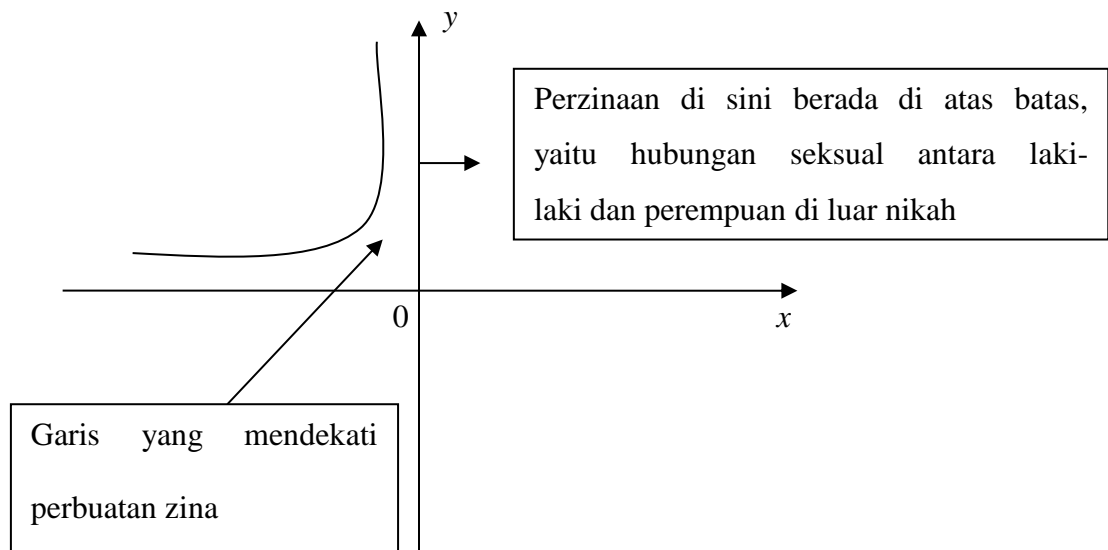 y
Perzinaan di sini berada di atas batas,
yaitu hubungan seksual antara laki-
laki dan perempuan di luar nikah
0
x
Garis yang mendekati
perbuatan zina